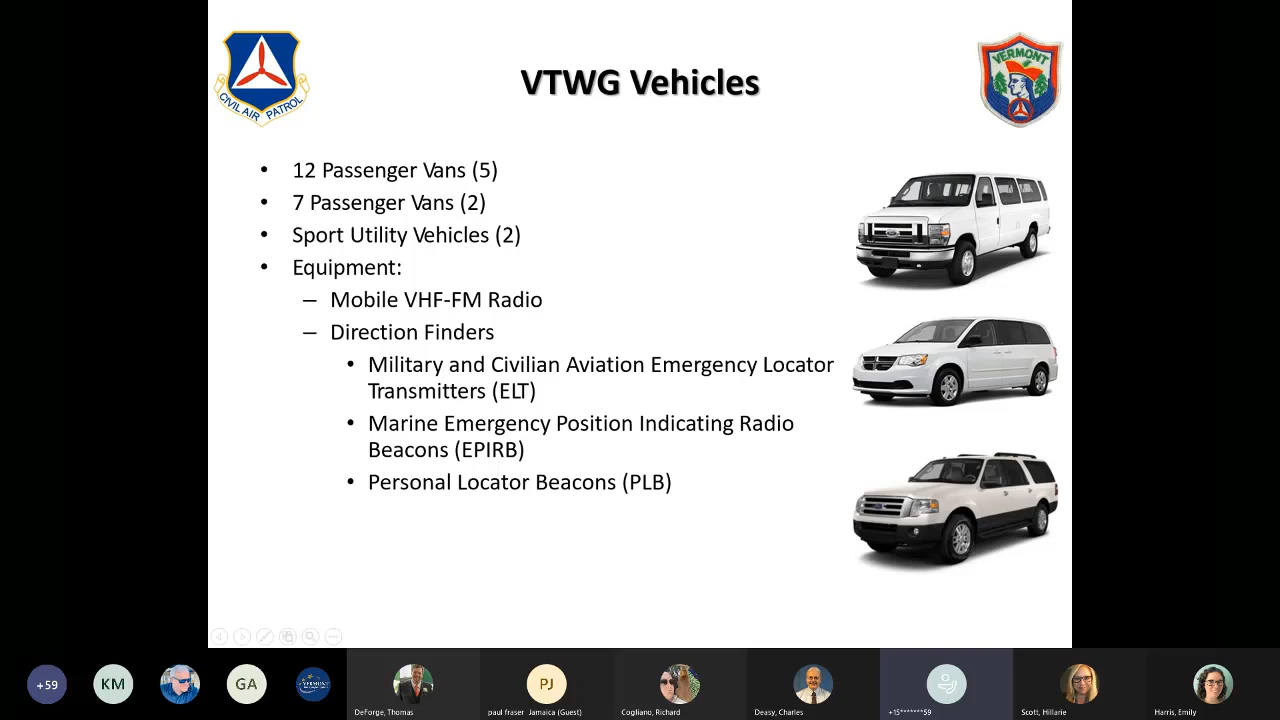 VTWG Vehicles
CIVIL AIR PATROL
VERMONT
• 12 Passenger Vans (5)
• 7 Passenger Vans (2)
• Sport Utility Vehicles (2)
• Equipment:
– Mobile VHF-FM Radio
– Direction Finders
• Military and Civilian Aviation Emergency Locator
Transmitters (ELT)
• Marine Emergency Position Indicating Radio
Beacons (EPIRB)
• Personal Locator Beacons (PLB)
+59
KM
GA
VERMONT
PJ
DeForge, Thomas
paul fraser Jamaica (Guest)
Cogliano, Richard
Deasy, Charles
+15*******59
Scott, Hillarie
Harris, Emily